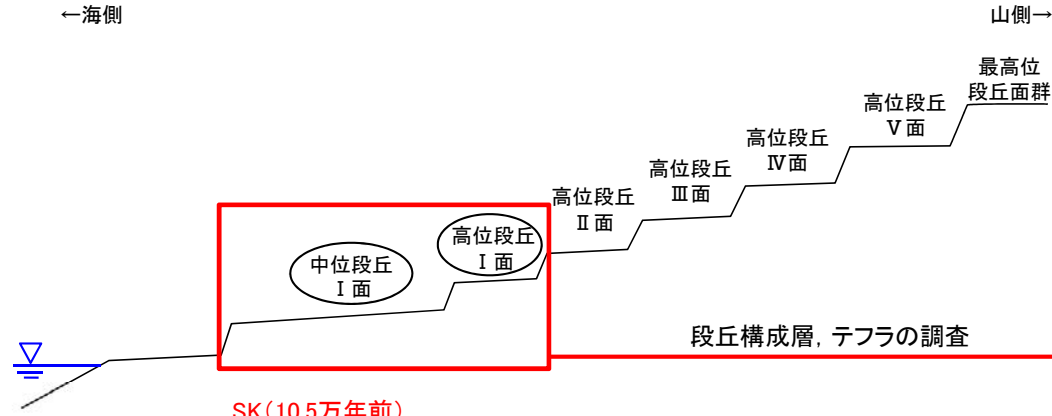 ←海側
山側→
最高位
段丘面群
高位段丘
Ⅴ面
高位段丘
Ⅳ面
高位段丘
Ⅲ面
高位段丘
Ⅱ面
高位段丘
Ⅰ面
中位段丘
Ⅰ面
段丘構成層，テフラの調査
SK(10.5万年前)